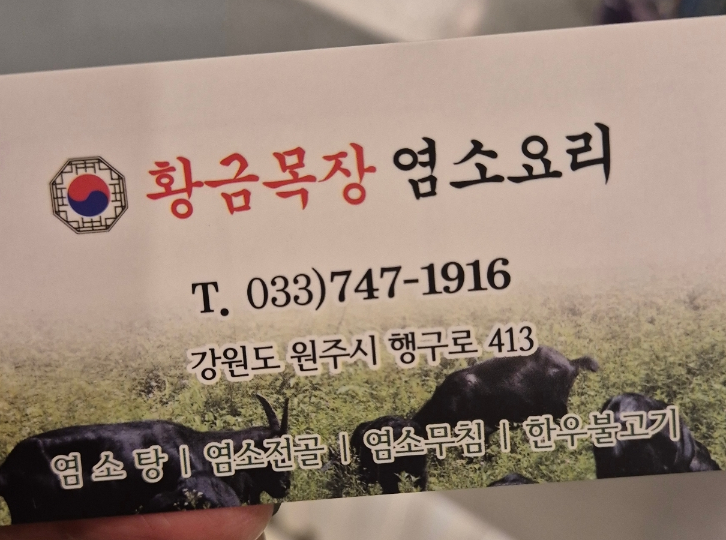 황금목장 염소요리
T. 033)747-1916
강원도 원주시 행구로 413
염 소 탕 | 염소전골 | 염소무침 | 한우불고기